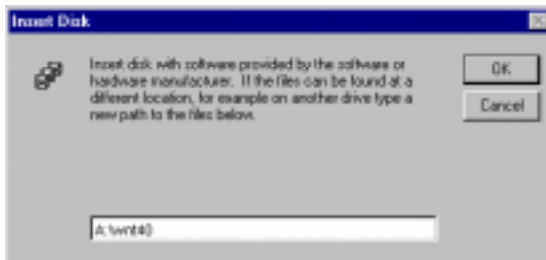 Insert Disk
Insert disk with software provided by the software or
hardware manufacturer. If the files can be found at a
different location, for example on another drive type a
new path to the files below.
OK
Cancel
A:\wnt40